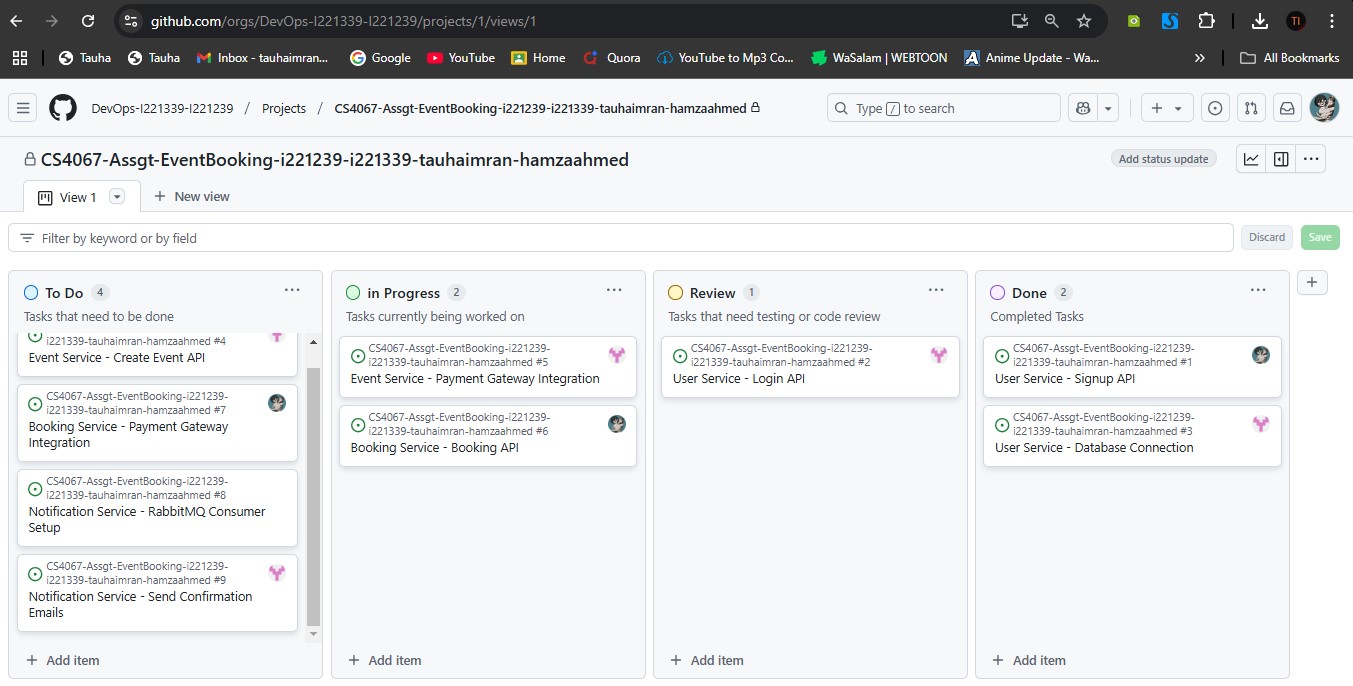 github.com/orgs/DevOps-I221339-I221239/projects/1/views/1
TI
Tauha
Tauha
Inbox - tauhaimran...
Google
YouTube
Home
Quora
YouTube to Mp3 Co...
WaSalam | WEBTOON
Anime Update - Wa...
»
All Bookmarks
DevOps-I221339-I221239 / Projects / CS4067-Assgt-EventBooking-i221239-i221339-tauhaimran-hamzaahmed
Type / to search
CS4067-Assgt-EventBooking-i221239-i221339-tauhaimran-hamzaahmed
Add status update
View 1
New view
Filter by keyword or by field
Discard
Save
To Do 4
Tasks that need to be done
i221339-tauhaimran-hamzaahmed #4
Event Service - Create Event API
CS4067-Assgt-EventBooking-i221239-
i221339-tauhaimran-hamzaahmed #7
Booking Service - Payment Gateway
Integration
CS4067-Assgt-EventBooking-i221239-
i221339-tauhaimran-hamzaahmed #8
Notification Service - RabbitMQ Consumer
Setup
CS4067-Assgt-EventBooking-i221239-
i221339-tauhaimran-hamzaahmed #9
Notification Service - Send Confirmation
Emails
Add item
in Progress 2
Tasks currently being worked on
CS4067-Assgt-EventBooking-i221239-
i221339-tauhaimran-hamzaahmed #5
Event Service - Payment Gateway Integration
CS4067-Assgt-EventBooking-i221239-
i221339-tauhaimran-hamzaahmed #6
Booking Service - Booking API
Add item
Review 1
Tasks that need testing or code review
CS4067-Assgt-EventBooking-i221239-
i221339-tauhaimran-hamzaahmed #2
User Service - Login API
Add item
Done 2
Completed Tasks
CS4067-Assgt-EventBooking-i221239-
i221339-tauhaimran-hamzaahmed #1
User Service - Signup API
CS4067-Assgt-EventBooking-i221239-
i221339-tauhaimran-hamzaahmed #3
User Service - Database Connection
Add item